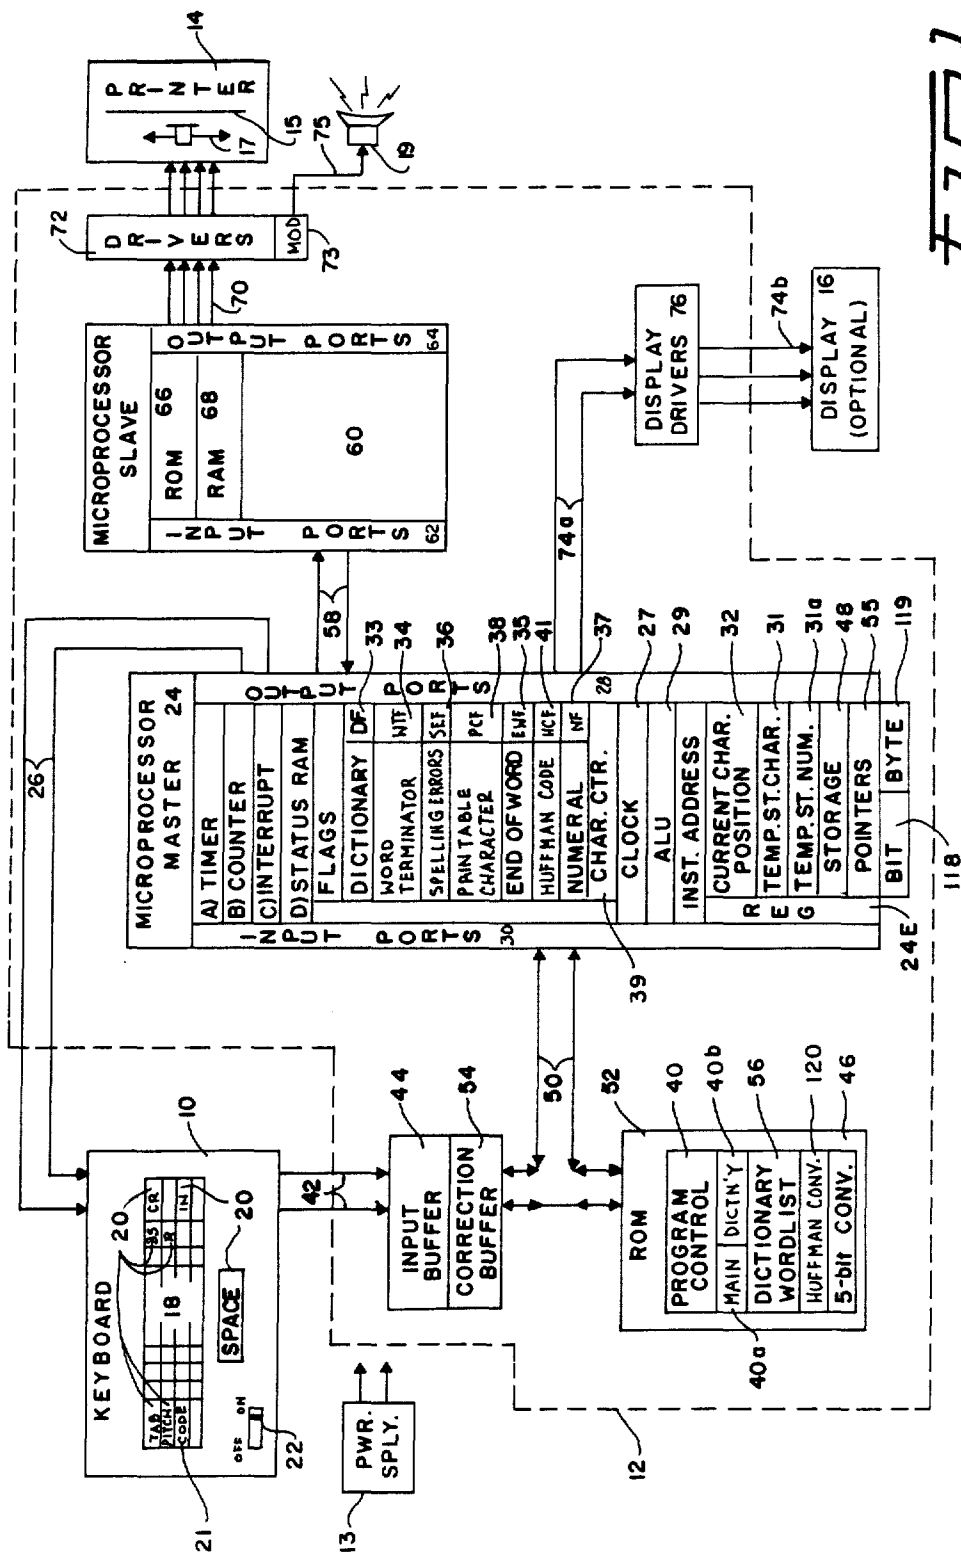 KEYBOARD
10
TAB
PITCH
CODE
18
BS
CR
R
IN
20
20
20
21
SPACE
OFF
ON
22
PWR.
SPLY.
13
12
26
42
INPUT
BUFFER
44
CORRECTION
BUFFER
54
50
ROM
52
PROGRAM
CONTROL
40
MAIN
DICTN'Y
40a
40b
DICTIONARY
WORDLIST
56
HUFFMAN CONV.
120
5-bit CONV.
46
MICROPROCESSOR
MASTER 24
INPUT PORTS
30
OUTPUT PORTS
28
A) TIMER
B) COUNTER
C) INTERRUPT
D) STATUS RAM
FLAGS
DICTIONARY
DF
33
WORD
TERMINATOR
WTF
34
SPELLING ERRORS
SEF
36
PRINTABLE
CHARACTER
PCF
38
END OF WORD
EWF
35
HUFFMAN CODE
HCF
41
NUMERAL
NF
37
CHAR. CTR.
39
CLOCK
27
ALU
29
INST. ADDRESS
REG
24E
CURRENT CHAR.
POSITION
32
TEMP. ST. CHAR.
31
TEMP. ST. NUM.
31a
STORAGE
48
POINTERS
55
BIT
BYTE
118
119
58
MICROPROCESSOR
SLAVE
INPUT PORTS
62
ROM 66
RAM 68
60
OUTPUT PORTS
64
70
DRIVERS
72
MOD
73
75
PRINTER
14
15
17
19
74a
DISPLAY
DRIVERS 76
74b
DISPLAY 16
(OPTIONAL)